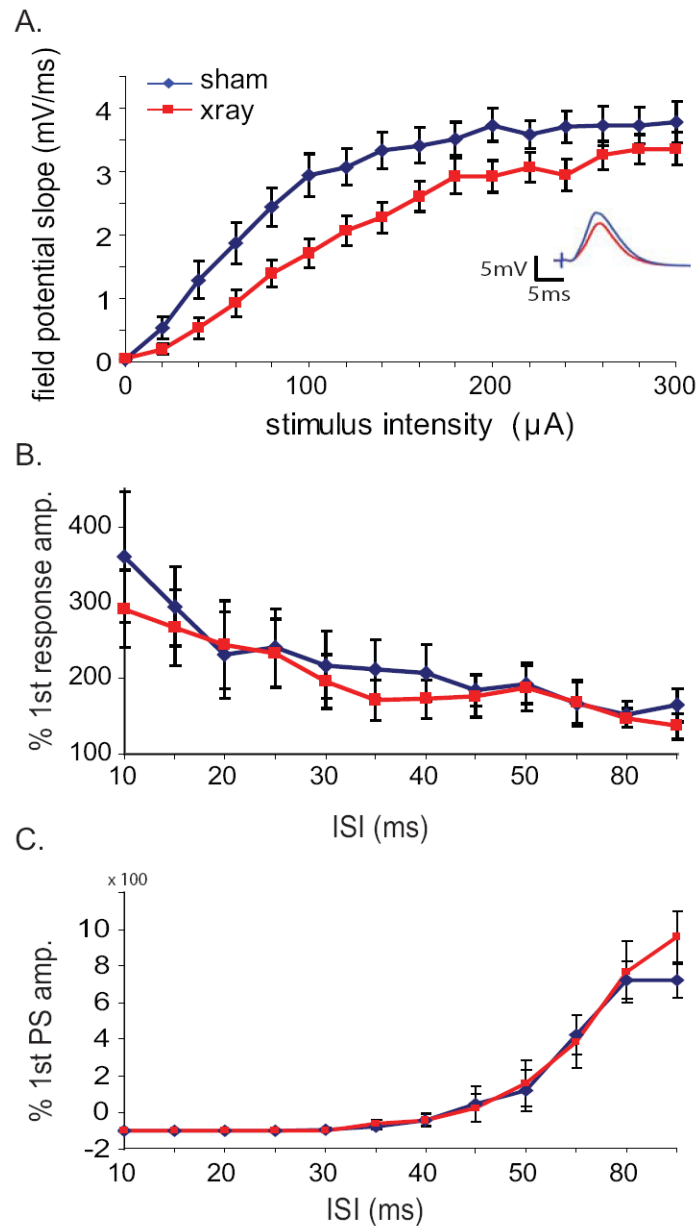 A.
field potential slope (mV/ms)
4
3
2
1
0
sham
xray
5mV
5ms
0
100
200
300
stimulus intensity (µA)
B.
% 1st response amp.
400
300
200
100
10
20
30
40
50
80
ISI (ms)
C.
x 100
% 1st PS amp.
10
8
6
4
2
0
-2
10
20
30
40
50
80
ISI (ms)